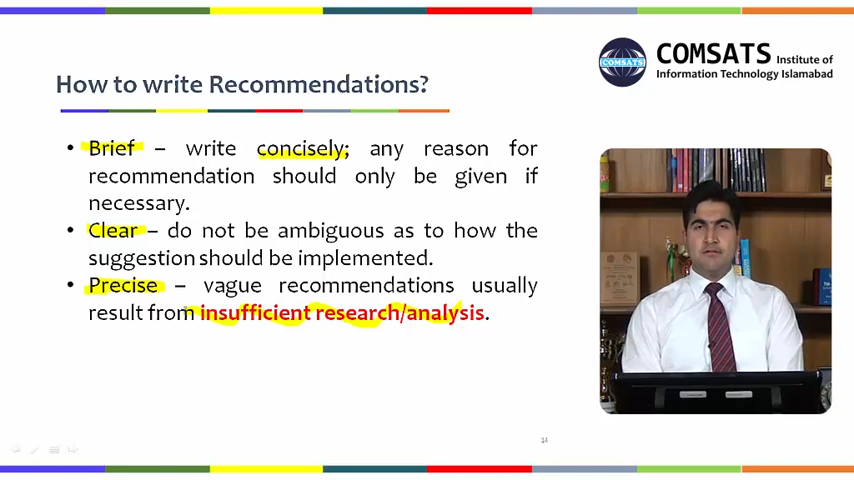 COMSATS Institute of
Information Technology Islamabad
COMSATS
How to write Recommendations?
• Brief – write concisely; any reason for
recommendation should only be given if
necessary.
• Clear – do not be ambiguous as to how the
suggestion should be implemented.
• Precise – vague recommendations usually
result from insufficient research/analysis.
14